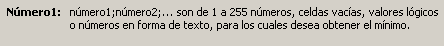 Número1: número1;número2;... son de 1 a 255 números, celdas vacías, valores lógicos
o números en forma de texto, para los cuales desea obtener el mínimo.